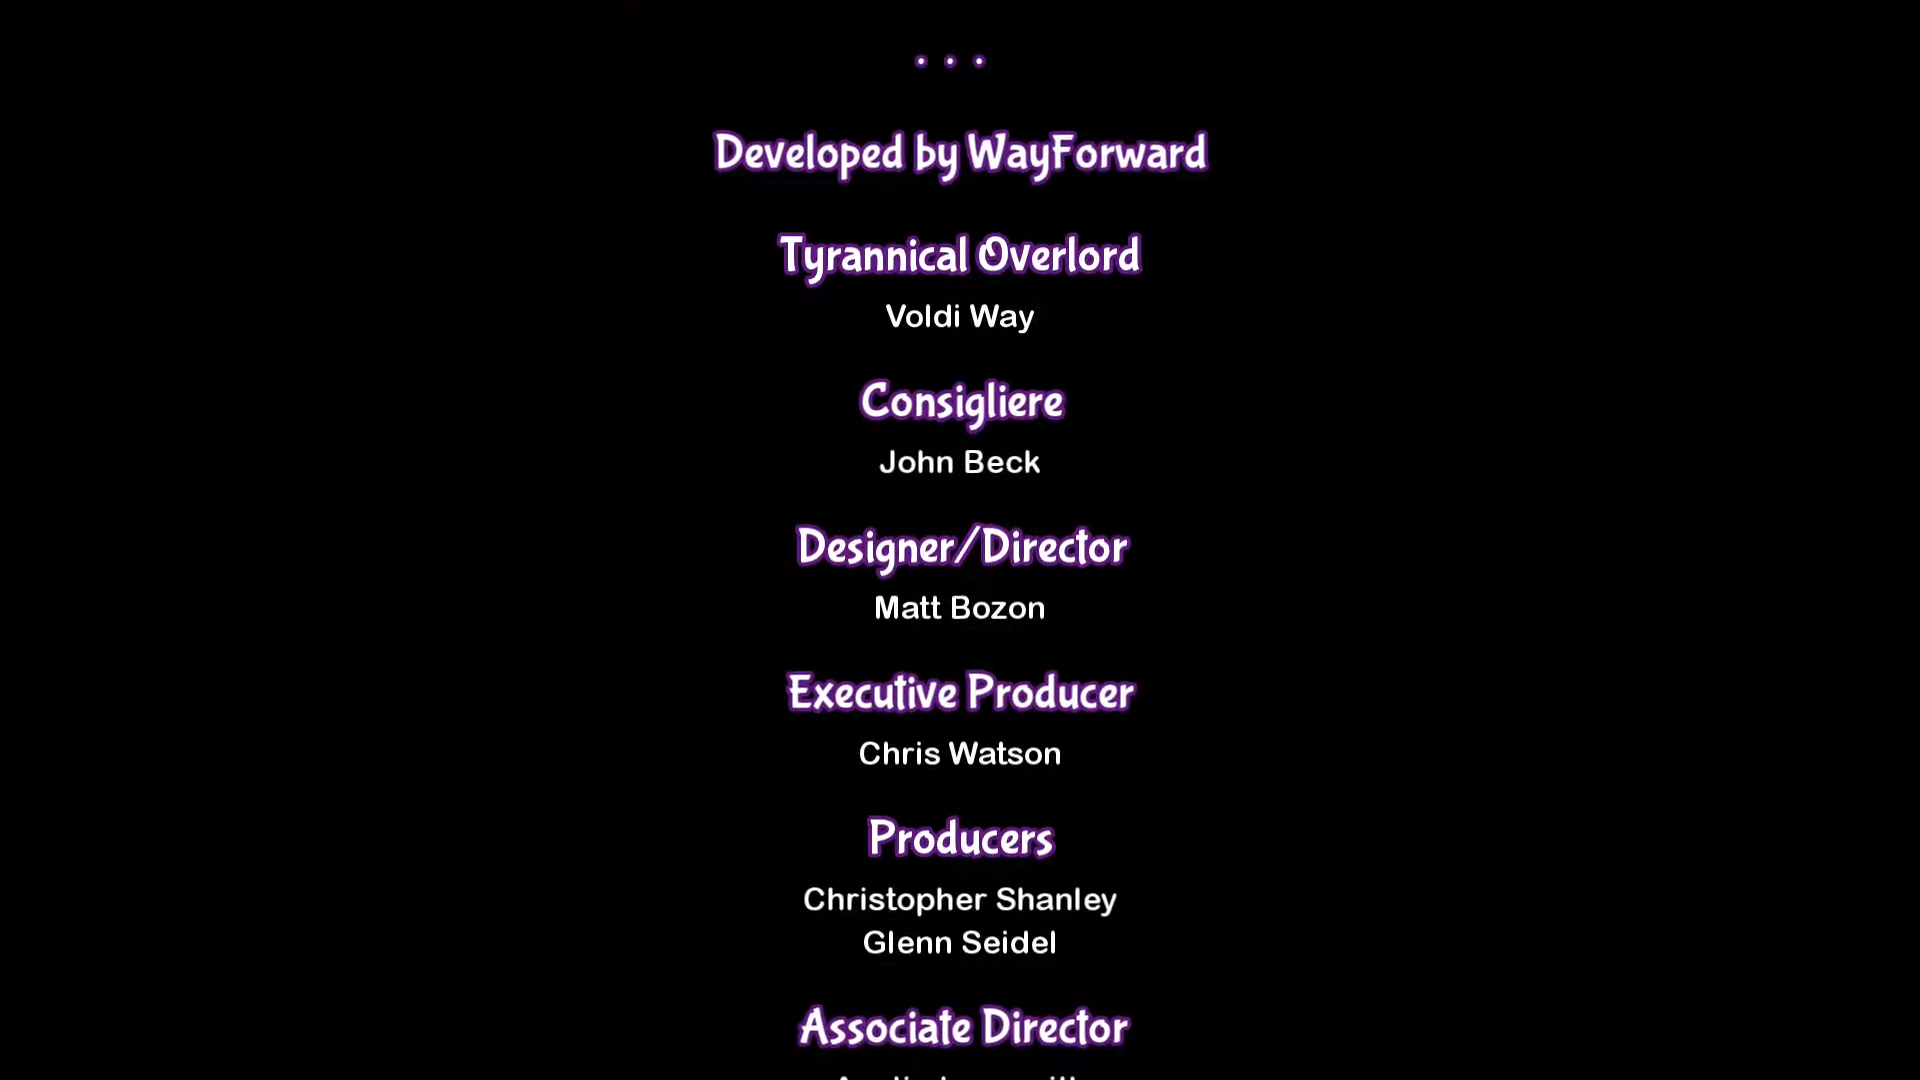 . . .
Developed by WayForward
Tyrannical Overlord
Voldi Way
Consigliere
John Beck
Designer/Director
Matt Bozon
Executive Producer
Chris Watson
Producers
Christopher Shanley
Glenn Seidel
Associate Director